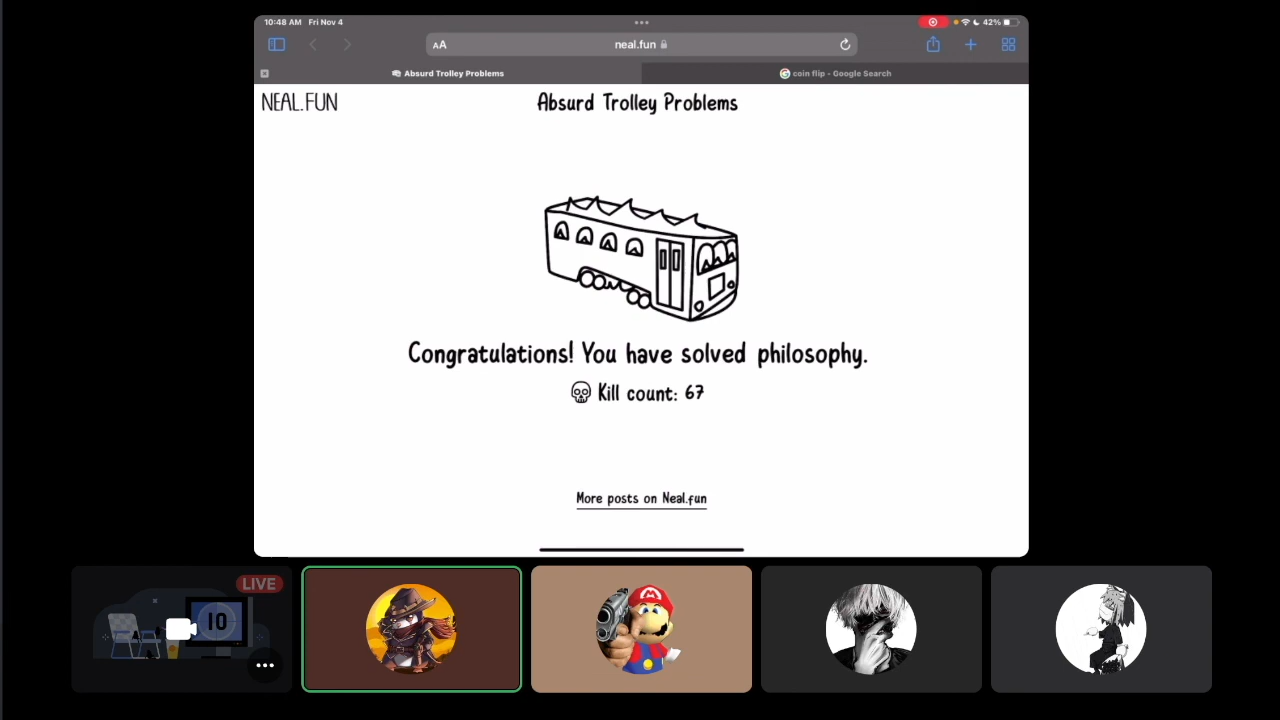 10:48 AM Fri Nov 4
42%
AA
neal.fun
Absurd Trolley Problems
coin flip - Google Search
NEAL.FUN
Absurd Trolley Problems
Congratulations! You have solved philosophy.
Kill count: 67
More posts on Neal.fun
LIVE
10
M